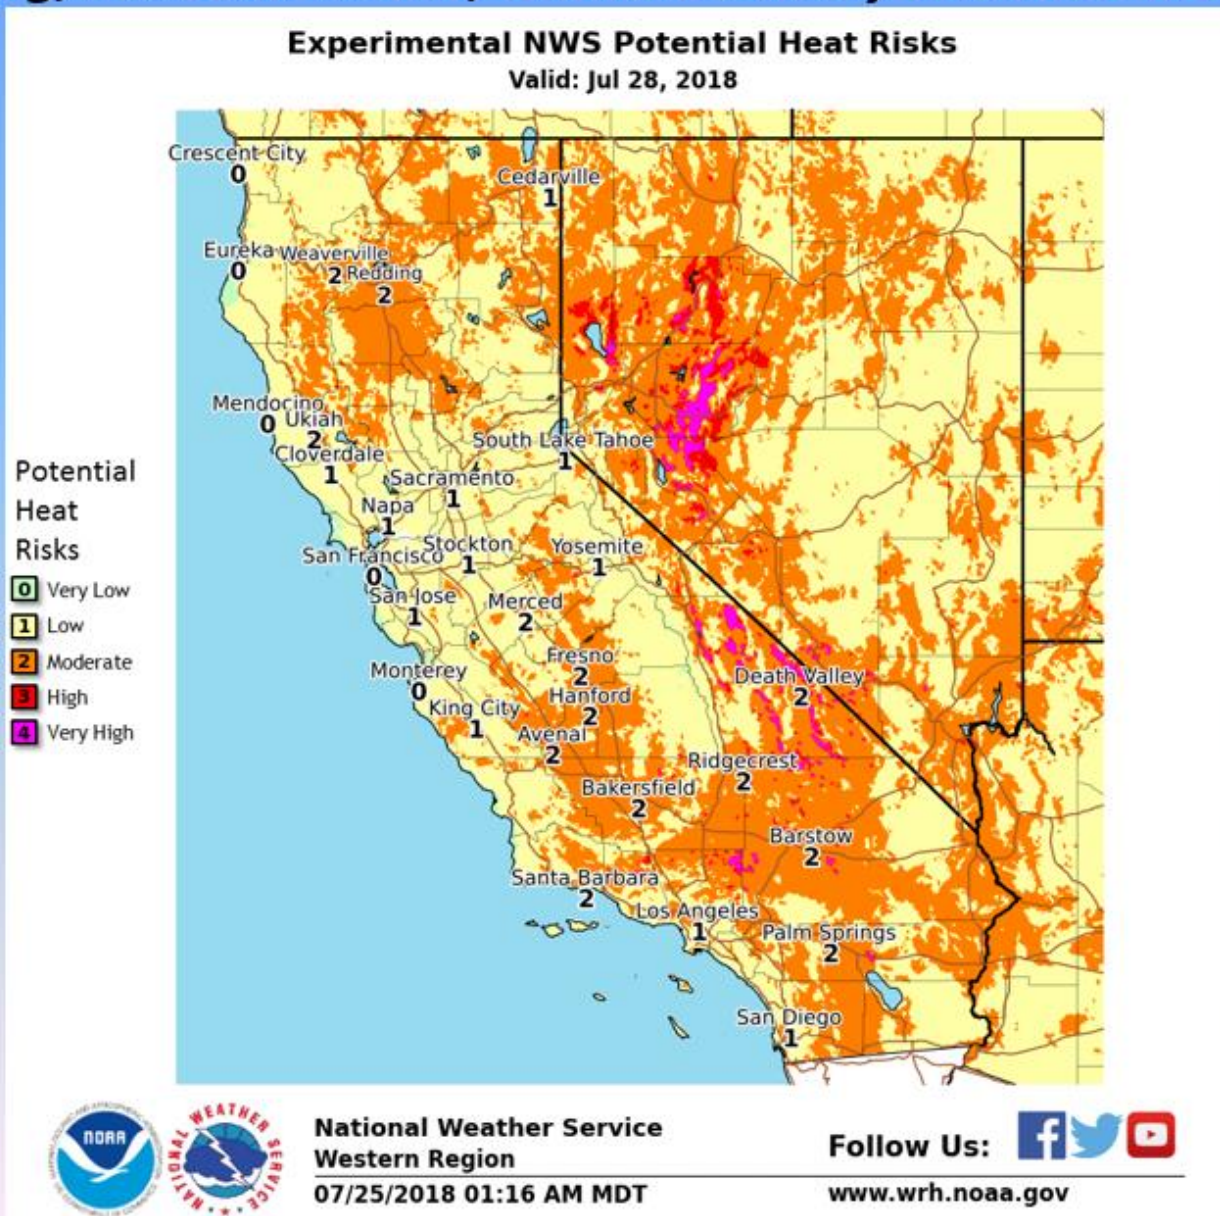 Experimental NWS Potential Heat Risks
Valid: Jul 28, 2018
Crescent City
0
Cedarville
1
Eureka
0
Weaverville
2
Redding
2
Mendocino
0
Ukiah
2
Cloverdale
1
South Lake Tahoe
1
Sacramento
1
Napa
1
San Francisco
0
Stockton
1
Yosemite
1
San Jose
1
Merced
2
Fresno
2
Monterey
0
Hanford
2
King City
1
Avenal
2
Death Valley
2
Ridgecrest
2
Bakersfield
2
Barstow
2
Santa Barbara
2
Los Angeles
1
Palm Springs
2
San Diego
1
Potential
Heat
Risks
0 Very Low
1 Low
2 Moderate
3 High
4 Very High
NOAA
NATIONAL WEATHER SERVICE
National Weather Service
Western Region
07/25/2018 01:16 AM MDT
Follow Us:
www.wrh.noaa.gov